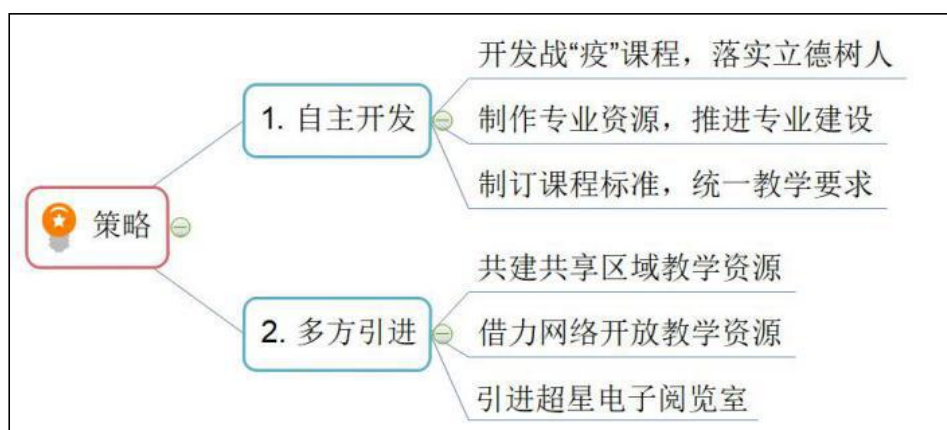 策略
1. 自主开发
开发战“疫”课程，落实立德树人
制作专业资源，推进专业建设
制订课程标准，统一教学要求
2. 多方引进
共建共享区域教学资源
借力网络开放教学资源
引进超星电子阅览室